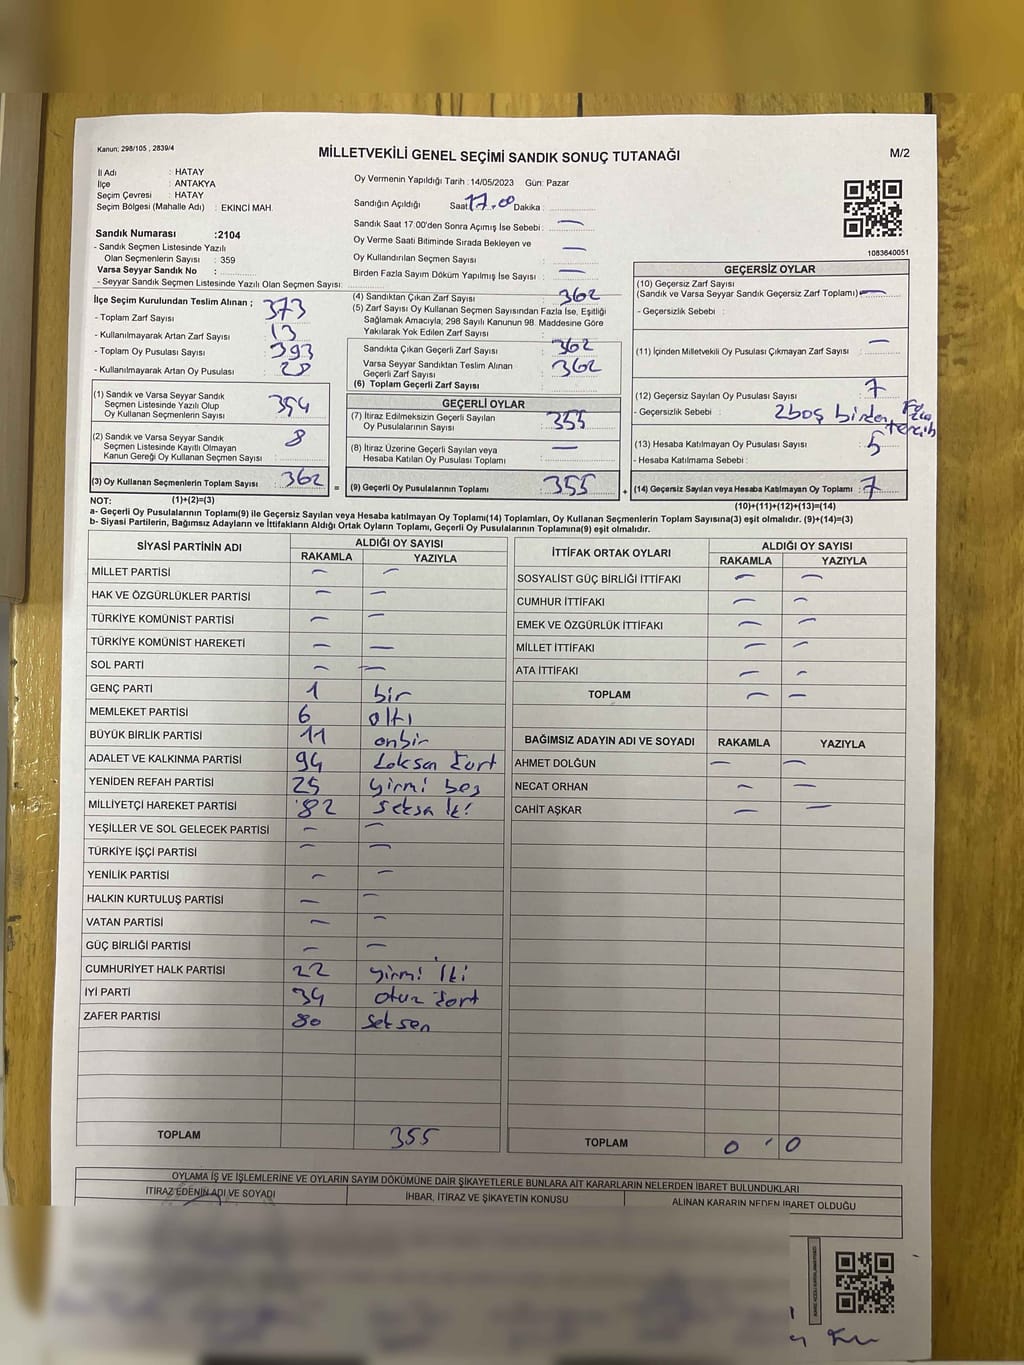 Kanun; 298/105 , 2839/4
MİLLETVEKİLİ GENEL SEÇİMİ SANDIK SONUÇ TUTANAĞI
M/2
İl Adı : HATAY
İlçe : ANTAKYA
Seçim Çevresi : HATAY
Seçim Bölgesi (Mahalle Adı) : EKİNCİ MAH.
Sandık Numarası :2104
- Sandık Seçmen Listesinde Yazılı
Olan Seçmenlerin Sayısı : 359
Varsa Seyyar Sandık No :
- Seyyar Sandık Seçmen Listesinde Yazılı Olan Seçmen Sayısı:
Oy Vermenin Yapıldığı Tarih : 14/05/2023 Gün: Pazar
Sandığın Açıldığı Saat 17.00 Dakika :
Sandık Saat 17:00'den Sonra Açılmış İse Sebebi : —
Oy Verme Saati Bitiminde Sırada Bekleyen ve
Oy Kullandırılan Seçmen Sayısı : —
Birden Fazla Sayım Döküm Yapılmış İse Sayısı : —
1083640051
İlçe Seçim Kurulundan Teslim Alınan ;
- Toplam Zarf Sayısı : 373
- Kullanılmayarak Artan Zarf Sayısı : 13
- Toplam Oy Pusulası Sayısı : 393
- Kullanılmayarak Artan Oy Pusulası :
(1) Sandık ve Varsa Seyyar Sandık
Seçmen Listesinde Yazılı Olup
Oy Kullanan Seçmenlerin Sayısı : 354
(2) Sandık ve Varsa Seyyar Sandık
Seçmen Listesinde Kayıtlı Olmayan
Kanun Gereği Oy Kullanan Seçmen Sayısı : 8
(3) Oy Kullanan Seçmenlerin Toplam Sayısı : 362 =
(4) Sandıktan Çıkan Zarf Sayısı : 362
(5) Zarf Sayısı Oy Kullanan Seçmen Sayısından Fazla İse, Eşitliği
Sağlamak Amacıyla; 298 Sayılı Kanunun 98. Maddesine Göre
Yakılarak Yok Edilen Zarf Sayısı :
Sandıkta Çıkan Geçerli Zarf Sayısı : 362
Varsa Seyyar Sandıktan Teslim Alınan
Geçerli Zarf Sayısı : 362
(6) Toplam Geçerli Zarf Sayısı :
GEÇERLİ OYLAR
(7) İtiraz Edilmeksizin Geçerli Sayılan
Oy Pusulalarının Sayısı : 355
(8) İtiraz Üzerine Geçerli Sayılan veya
Hesaba Katılan Oy Pusulası Toplamı : —
(9) Geçerli Oy Pusulalarının Toplamı : 355 +
GEÇERSİZ OYLAR
(10) Geçersiz Zarf Sayısı
(Sandık ve Varsa Seyyar Sandık Geçersiz Zarf Toplamı) : —
- Geçersizlik Sebebi :
(11) İçinden Milletvekili Oy Pusulası Çıkmayan Zarf Sayısı : —
(12) Geçersiz Sayılan Oy Pusulası Sayısı : 7
- Geçersizlik Sebebi : 2 boş birden fazla
tercih
(13) Hesaba Katılmayan Oy Pusulası Sayısı : 5
- Hesaba Katılmama Sebebi :
(14) Geçersiz Sayılan veya Hesaba Katılmayan Oy Toplamı : 7
(10)+(11)+(12)+(13)=(14)
NOT: (1)+(2)=(3)
a- Geçerli Oy Pusulalarının Toplamı(9) ile Geçersiz Sayılan veya Hesaba katılmayan Oy Toplamı(14) Toplamları, Oy Kullanan Seçmenlerin Toplam Sayısına(3) eşit olmalıdır. (9)+(14)=(3)
b- Siyasi Partilerin, Bağımsız Adayların ve İttifakların Aldığı Ortak Oyların Toplamı, Geçerli Oy Pusulalarının Toplamına(9) eşit olmalıdır.
SİYASİ PARTİNİN ADI ALDIĞI OY SAYISI
RAKAMLA YAZIYLA
MİLLET PARTİSİ — —
HAK VE ÖZGÜRLÜKLER PARTİSİ — —
TÜRKİYE KOMÜNİST PARTİSİ — —
TÜRKİYE KOMÜNİST HAREKETİ — —
SOL PARTİ — —
GENÇ PARTİ 1 bir
MEMLEKET PARTİSİ 6 altı
BÜYÜK BİRLİK PARTİSİ 11 onbir
ADALET VE KALKINMA PARTİSİ 94 doksan dört
YENİDEN REFAH PARTİSİ 25 yirmi beş
MİLLİYETÇİ HAREKET PARTİSİ 82 seksa iki
YEŞİLLER VE SOL GELECEK PARTİSİ — —
TÜRKİYE İŞÇİ PARTİSİ — —
YENİLİK PARTİSİ — —
HALKIN KURTULUŞ PARTİSİ — —
VATAN PARTİSİ — —
GÜÇ BİRLİĞİ PARTİSİ — —
CUMHURİYET HALK PARTİSİ 22 yirmi iki
İYİ PARTİ 34 otuz dört
ZAFER PARTİSİ 80 seksen
TOPLAM 355
İTTİFAK ORTAK OYLARI ALDIĞI OY SAYISI
RAKAMLA YAZIYLA
SOSYALİST GÜÇ BİRLİĞİ İTTİFAKI — —
CUMHUR İTTİFAKI — —
EMEK VE ÖZGÜRLÜK İTTİFAKI — —
MİLLET İTTİFAKI — —
ATA İTTİFAKI — —
TOPLAM — —
BAĞIMSIZ ADAYIN ADI VE SOYADI RAKAMLA YAZIYLA
AHMET DOLĞUN — —
NECAT ORHAN — —
CAHİT AŞKAR — —
TOPLAM 0 0
OYLAMA İŞ VE İŞLEMLERİNE VE OYLARIN SAYIM DÖKÜMÜNE DAİR ŞİKAYETLERLE BUNLARA AİT KARARLARIN NELERDEN İBARET BULUNDUKLARI
İTİRAZ EDENİN ADI VE SOYADI İHBAR, İTİRAZ VE ŞİKAYETİN KONUSU ALINAN KARARIN NEDEN İBARET OLDUĞU